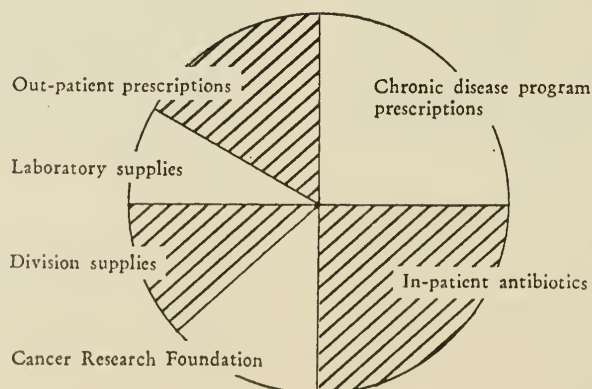 Out-patient prescriptions
Chronic disease program
prescriptions
Laboratory supplies
Division supplies
In-patient antibiotics
Cancer Research Foundation